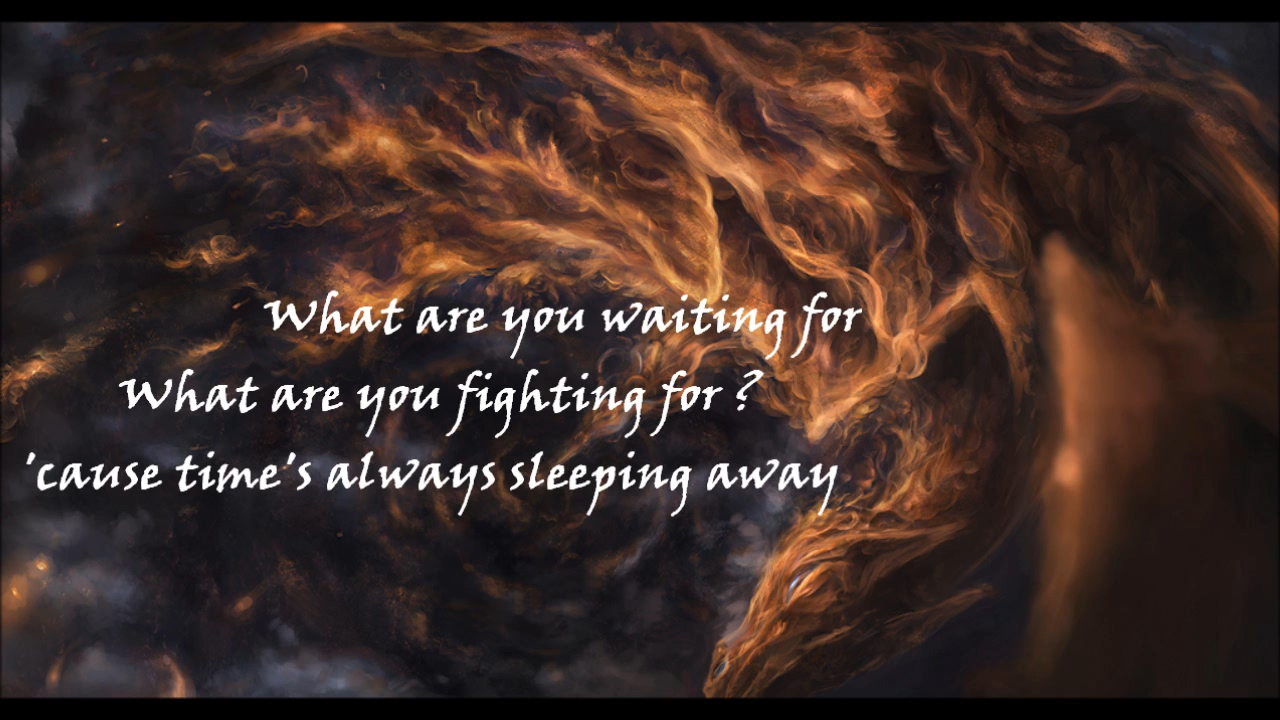 What are you waiting for
What are you fighting for ?
'cause time's always sleeping away